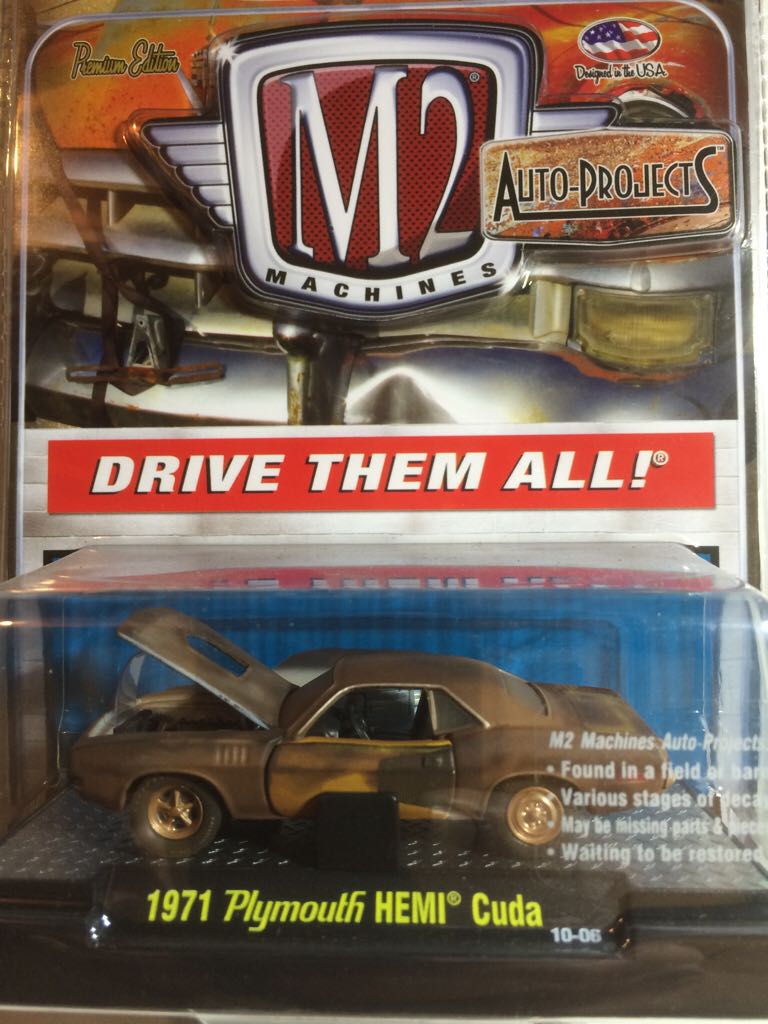 Premium Edition
Designed in the USA
M2®
MACHINES
AUTO-PROJECTS™
DRIVE THEM ALL!®
M2 Machines Auto-Projects
• Found in a field or barn
Various stages of decay
• May be missing parts &
• Waiting to be restored
1971 Plymouth HEMI® Cuda
10-06